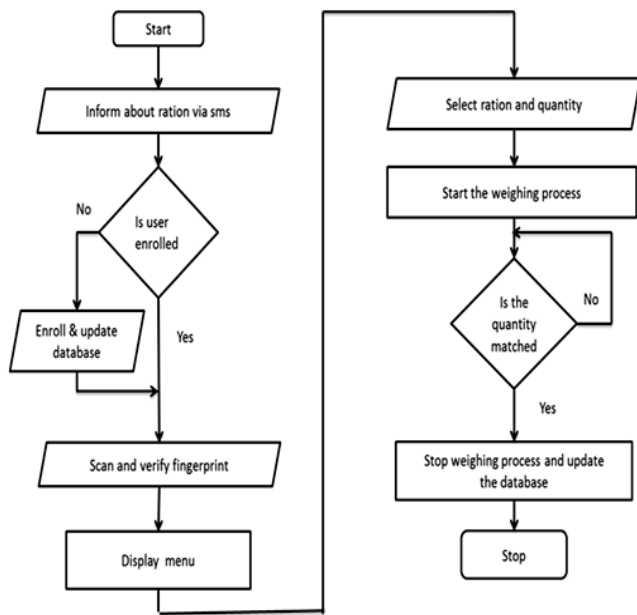 Start
Inform about ration via sms
No
Is user
enrolled
Enroll & update
database
Yes
Scan and verify fingerprint
Display menu
Select ration and quantity
Start the weighing process
Is the
quantity
matched
No
Yes
Stop weighing process and update
the database
Stop